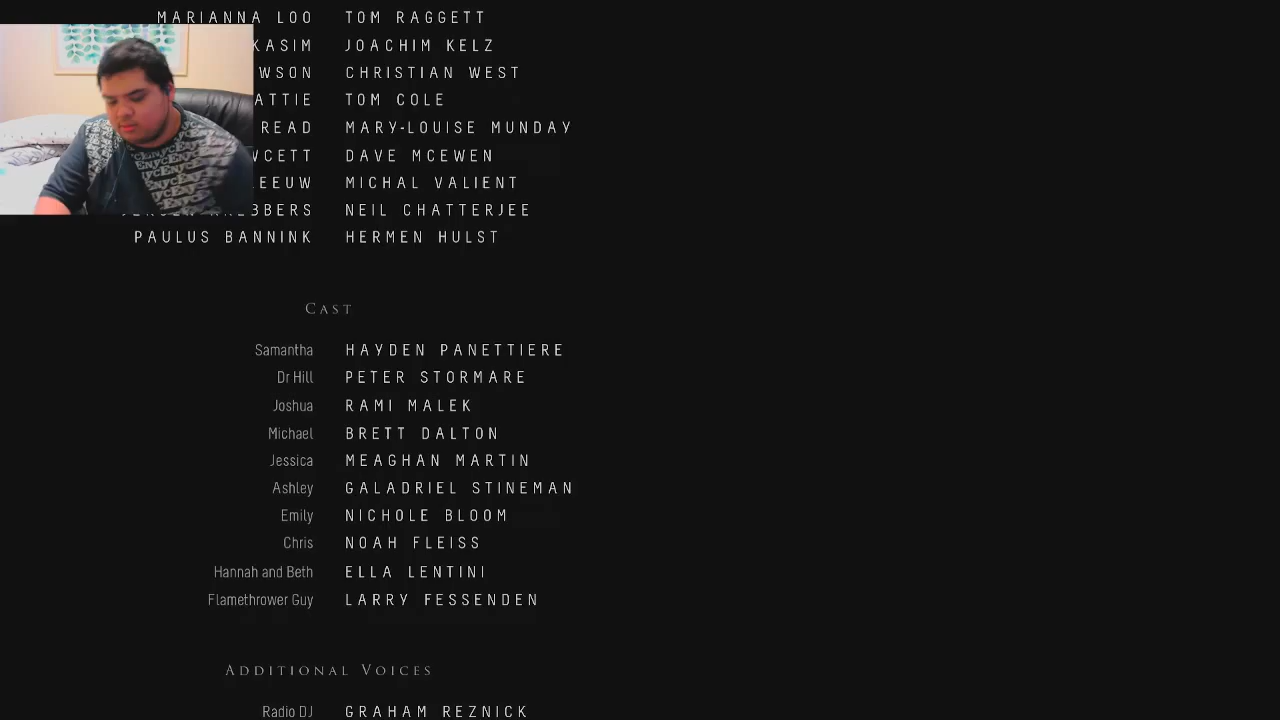 MARIANNA LOO TOM RAGGETT
KASIM JOACHIM KELZ
WSON CHRISTIAN WEST
ATTIE TOM COLE
READ MARY-LOUISE MUNDAY
WCETT DAVE MCEWEN
LEEUW MICHAL VALIENT
KREBBERS NEIL CHATTERJEE
PAULUS BANNINK HERMEN HULST
CAST
Samantha HAYDEN PANETTIERE
Dr Hill PETER STORMARE
Joshua RAMI MALEK
Michael BRETT DALTON
Jessica MEAGHAN MARTIN
Ashley GALADRIEL STINEMAN
Emily NICHOLE BLOOM
Chris NOAH FLEISS
Hannah and Beth ELLA LENTINI
Flamethrower Guy LARRY FESSENDEN
ADDITIONAL VOICES
Radio DJ GRAHAM REZNICK